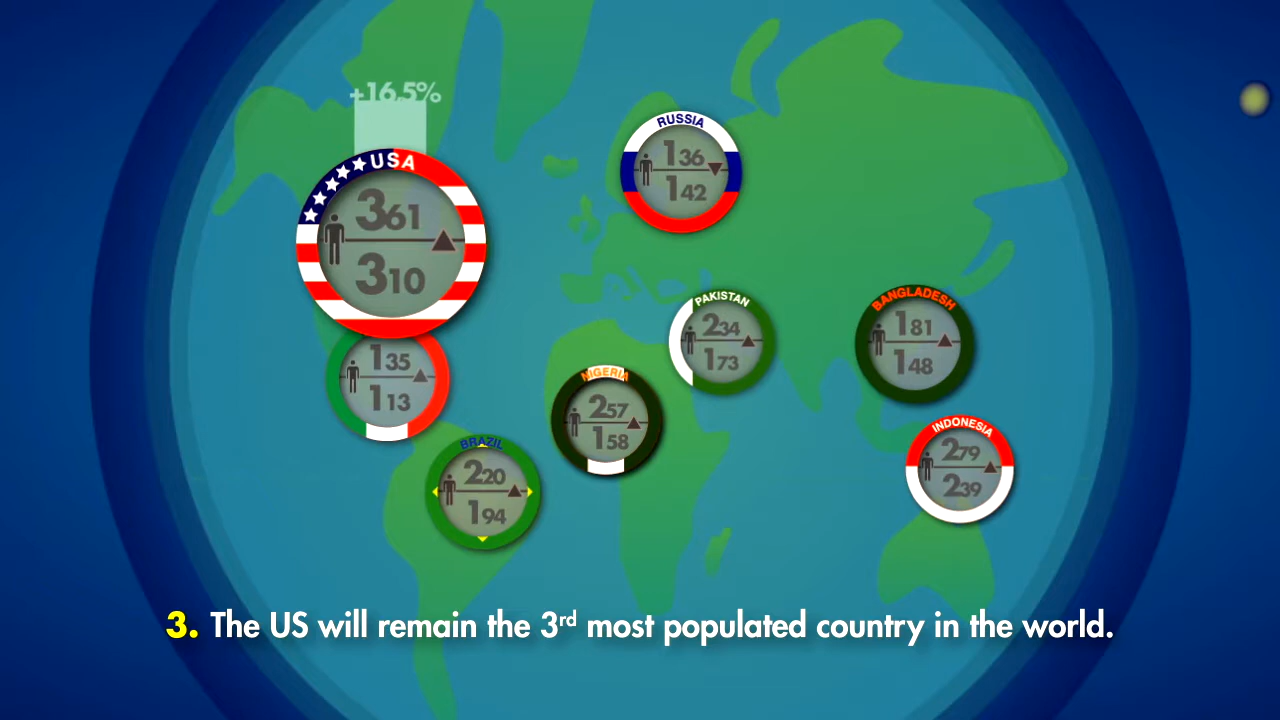 +16,5%
USA
361
310
RUSSIA
136
142
135
113
PAKISTAN
234
173
BANGLADESH
181
148
NIGERIA
257
158
BRAZIL
220
194
INDONESIA
279
239
3. The US will remain the 3rd most populated country in the world.